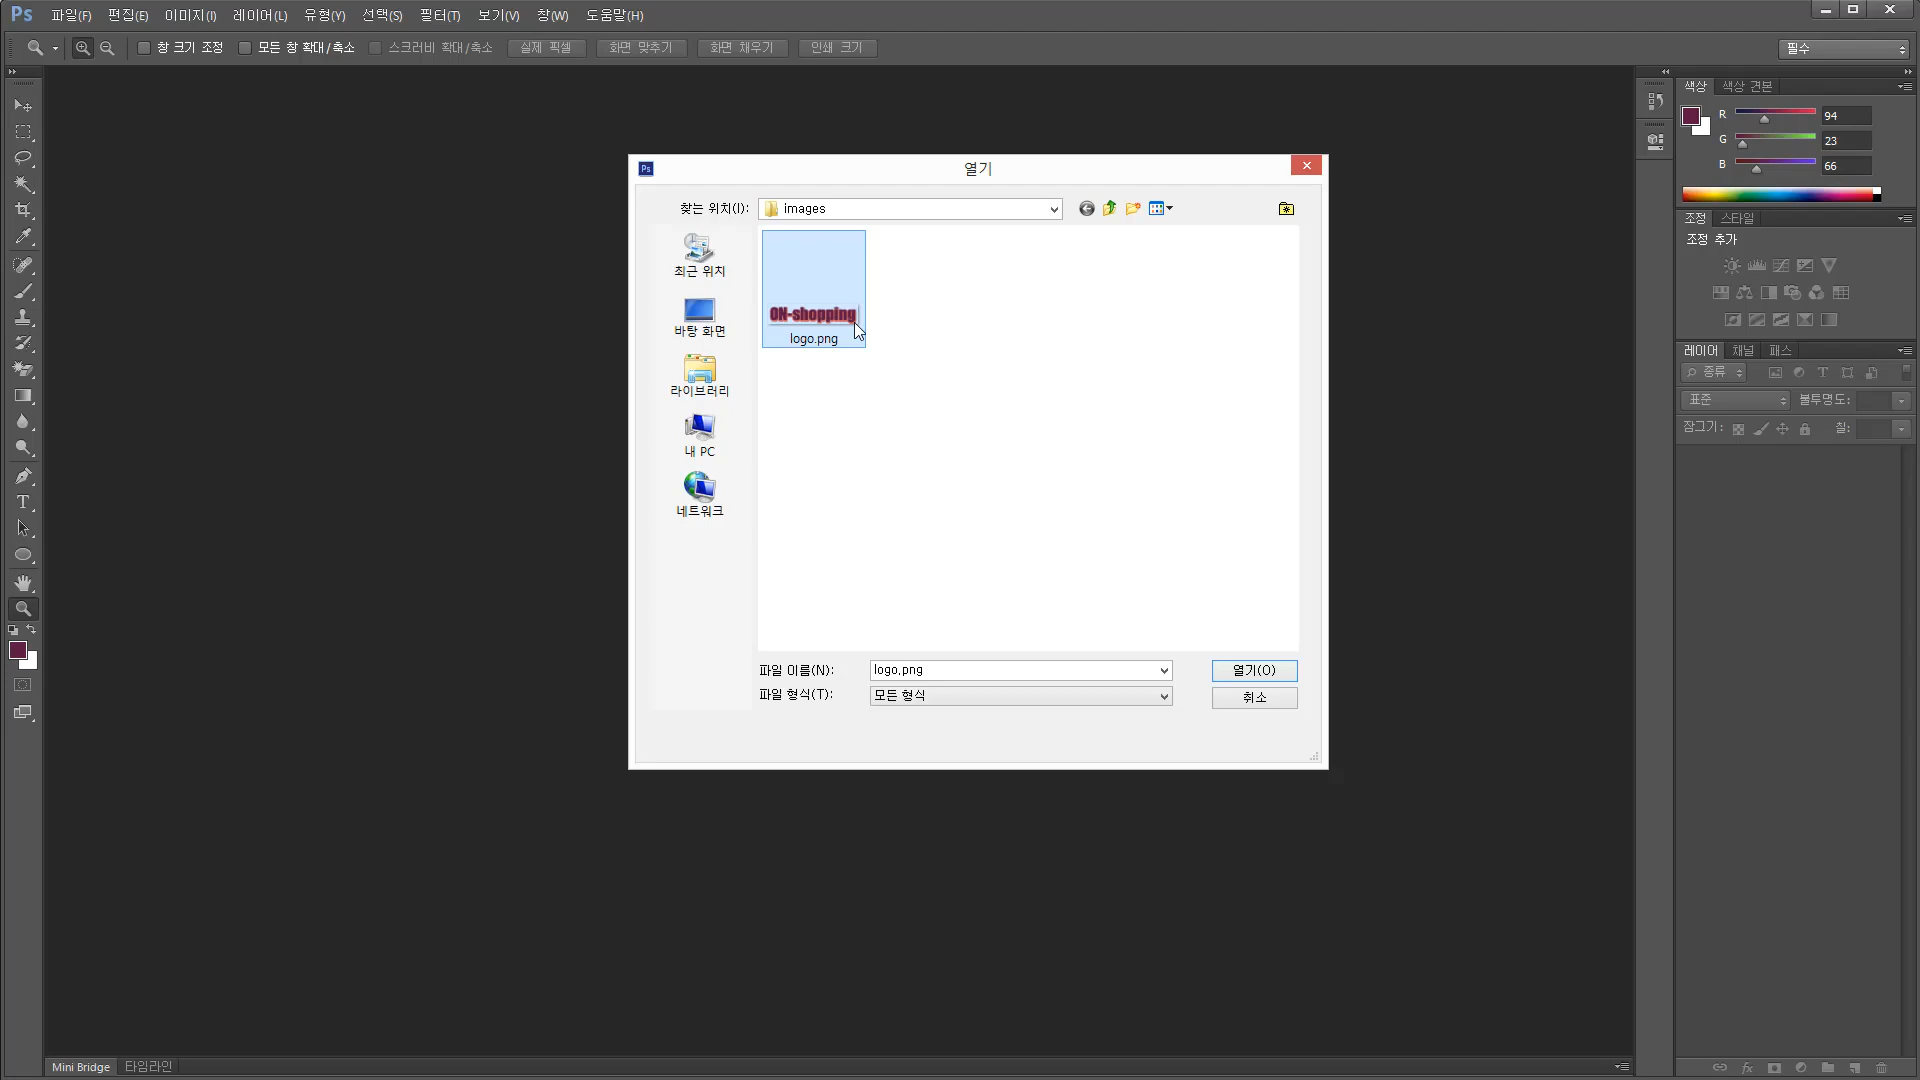 Ps 파일(F) 편집(E) 이미지(I) 레이어(L) 유형(Y) 선택(S) 필터(T) 보기(V) 창(W) 도움말(H)
창 크기 조정 모든 창 확대/축소 스크러비 확대/축소 실제 픽셀 화면 맞추기 화면 채우기 인쇄 크기 필수
색상 색상 견본
R 94
G 23
B 66
조정 스타일
조정 추가
레이어 채널 패스
종류
표준 불투명도:
잠그기: 칠:
Ps 열기
찾는 위치(I): images
최근 위치
바탕 화면
라이브러리
내 PC
네트워크
ON-shopping
logo.png
파일 이름(N): logo.png 열기(O)
파일 형식(T): 모든 형식 취소
Mini Bridge 타임라인